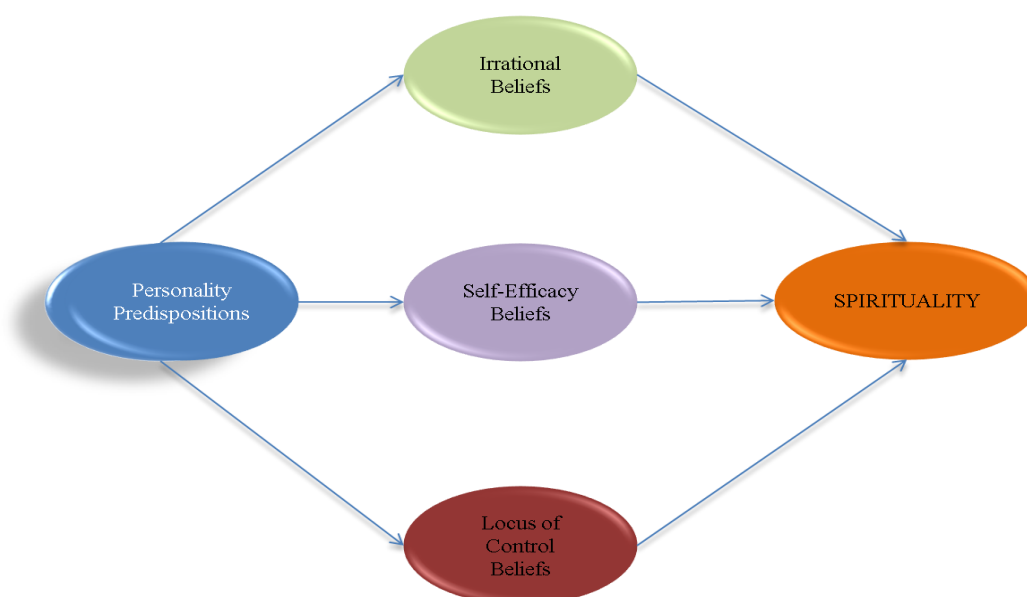 Irrational
Beliefs
Personality
Predispositions
Self-Efficacy
Beliefs
SPIRITUALITY
Locus of
Control
Beliefs